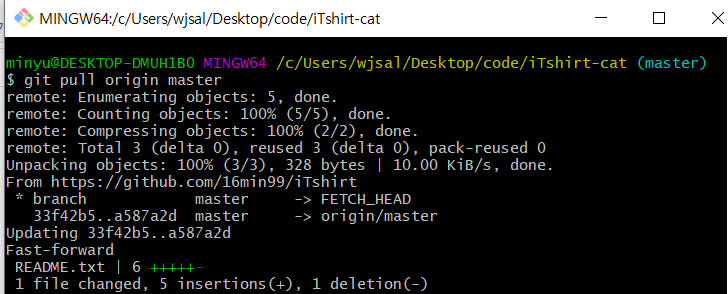 MINGW64:/c/Users/wjsal/Desktop/code/iTshirt-cat
minyu@DESKTOP-DMUH1B0 MINGW64 /c/Users/wjsal/Desktop/code/iTshirt-cat (master)
$ git pull origin master
remote: Enumerating objects: 5, done.
remote: Counting objects: 100% (5/5), done.
remote: Compressing objects: 100% (2/2), done.
remote: Total 3 (delta 0), reused 3 (delta 0), pack-reused 0
Unpacking objects: 100% (3/3), 328 bytes | 10.00 KiB/s, done.
From https://github.com/16min99/iTshirt
 * branch            master     -> FETCH_HEAD
   33f42b5..a587a2d  master     -> origin/master
Updating 33f42b5..a587a2d
Fast-forward
 README.txt | 6 +++++-
 1 file changed, 5 insertions(+), 1 deletion(-)